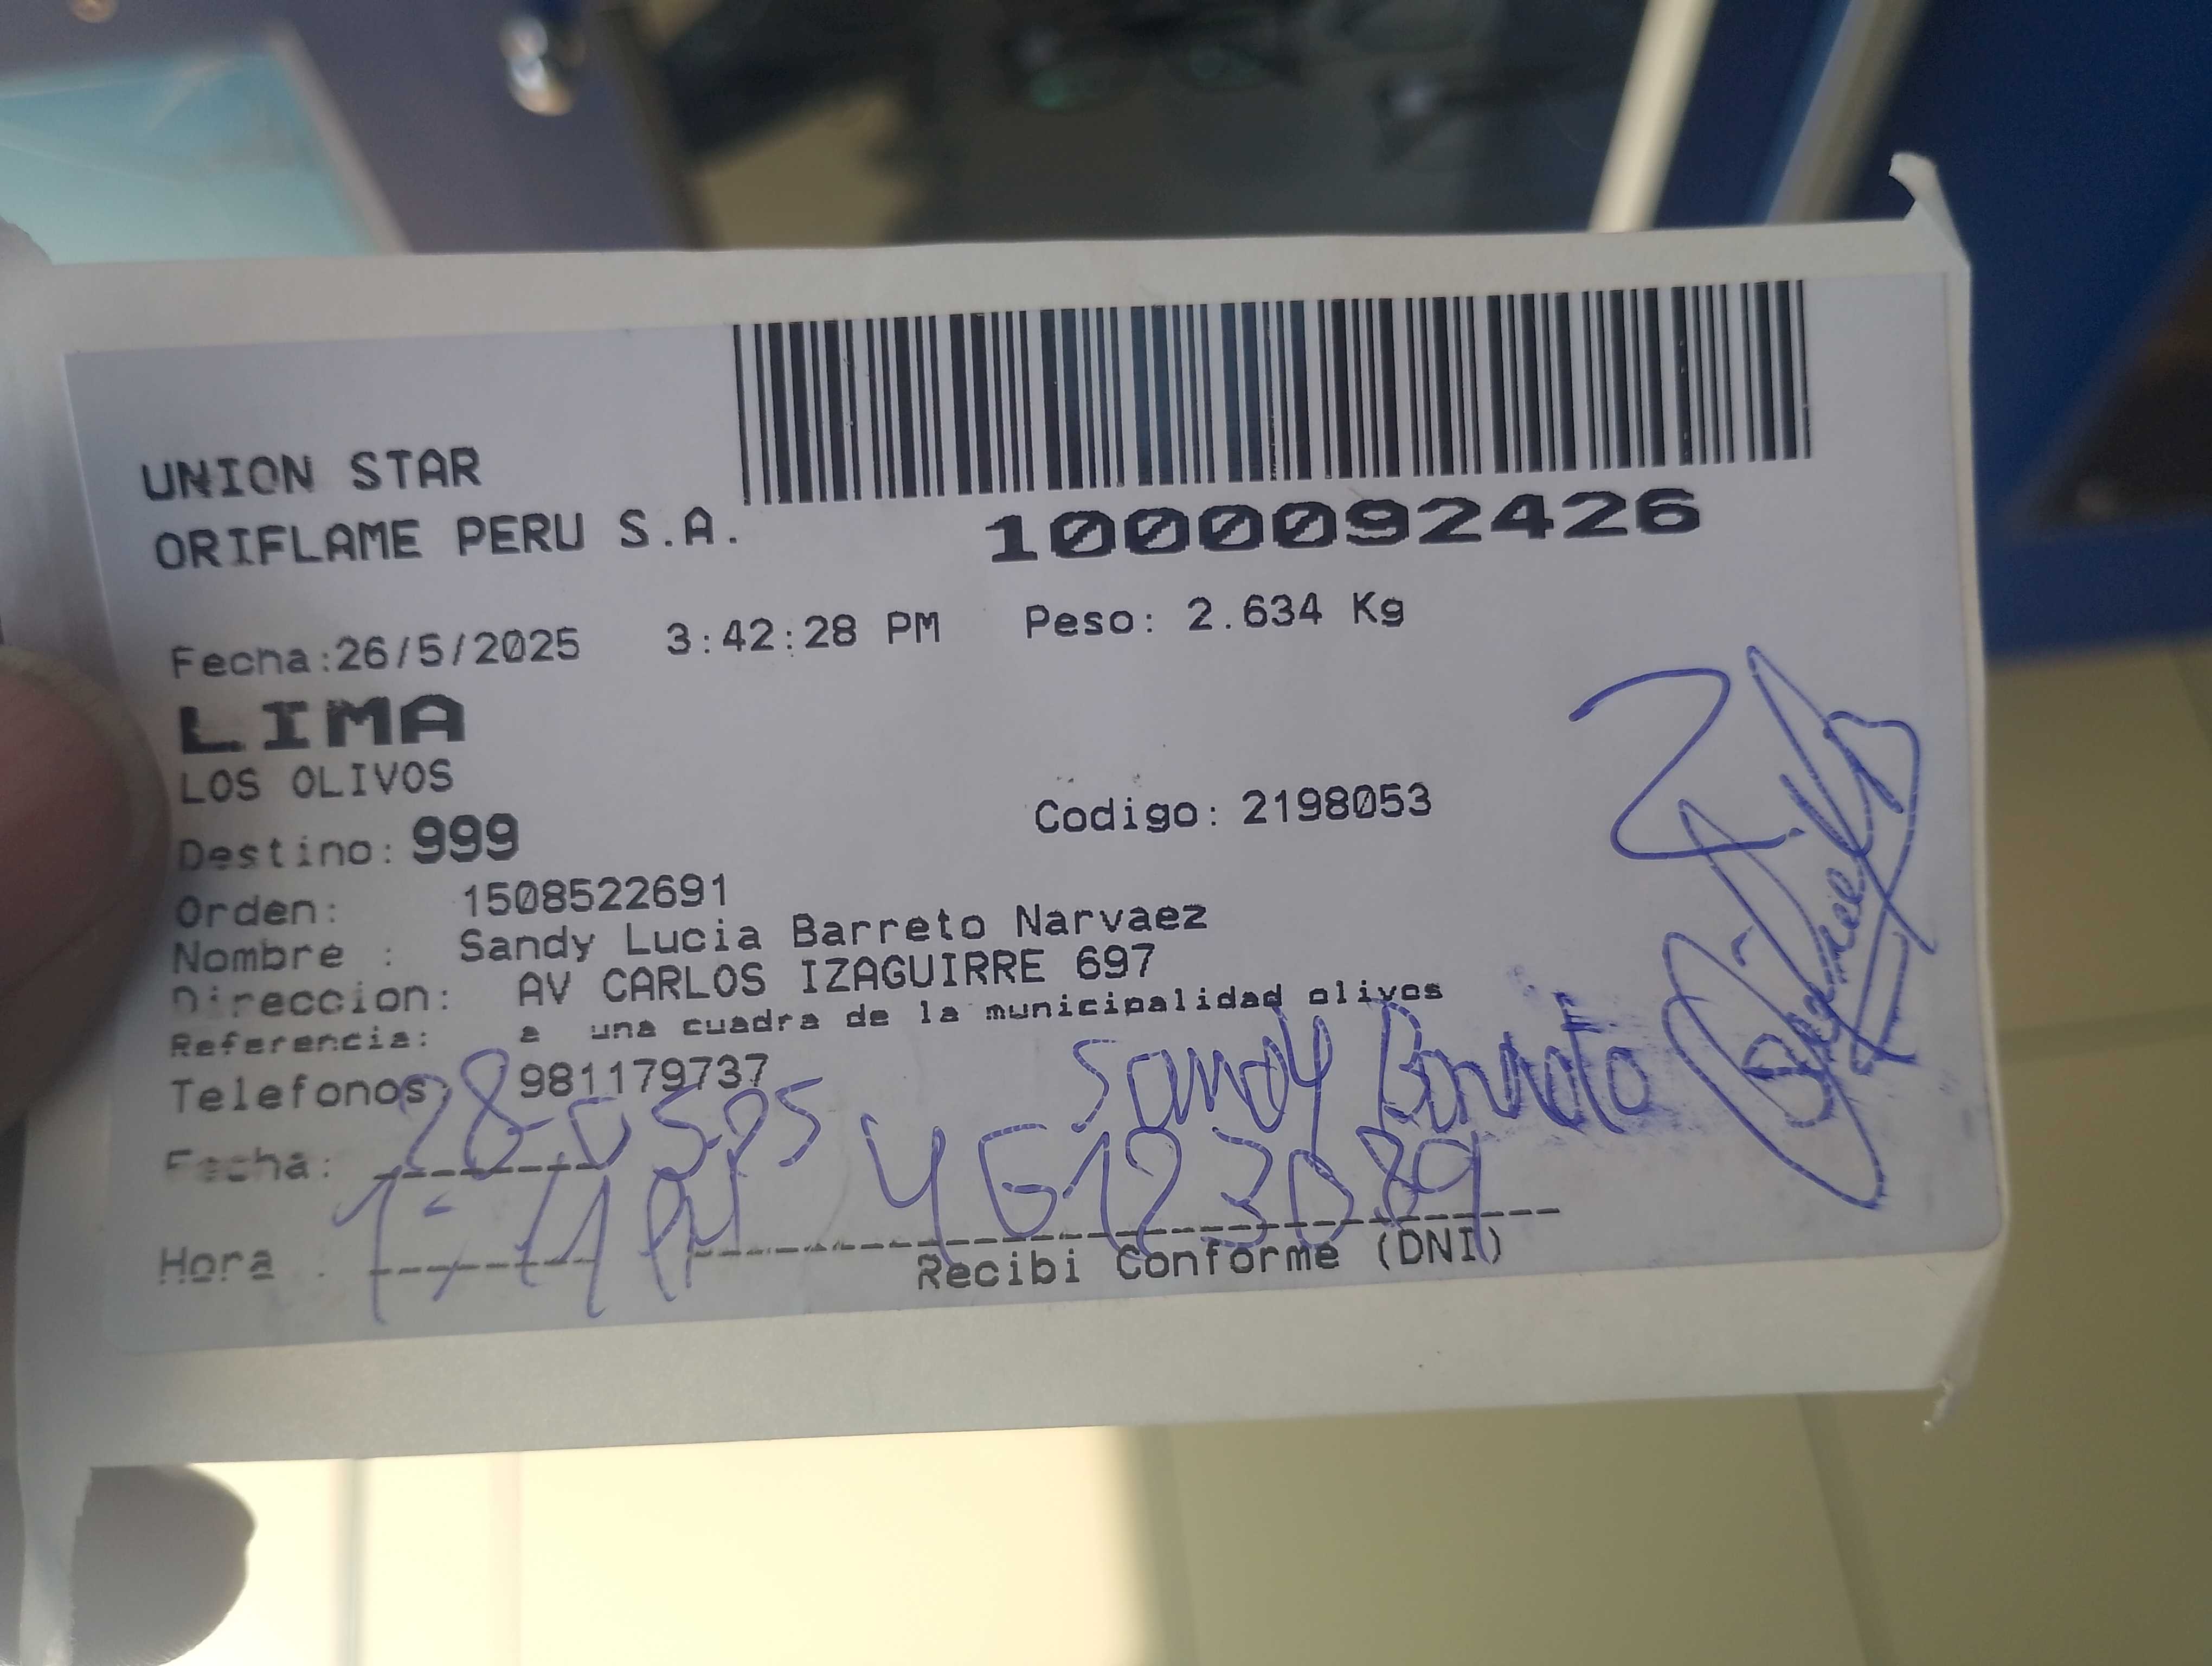 UNION STAR
ORIFLAME PERU S.A.
1000092426
Fecha:26/5/2025 3:42:28 PM Peso: 2.634 Kg
LIMA
LOS OLIVOS
Destino: 999 Codigo: 2198053
2
Orden: 1508522691
Nombre : Sandy Lucia Barreto Narvaez
Direccion: AV CARLOS IZAGUIRRE 697
Referencia: a una cuadra de la municipalidad olivos
Telefonos: 981179737
Sandy Barreto
Fecha: 28-05-25
46123089
Hora :
Recibi Conforme (DNI)